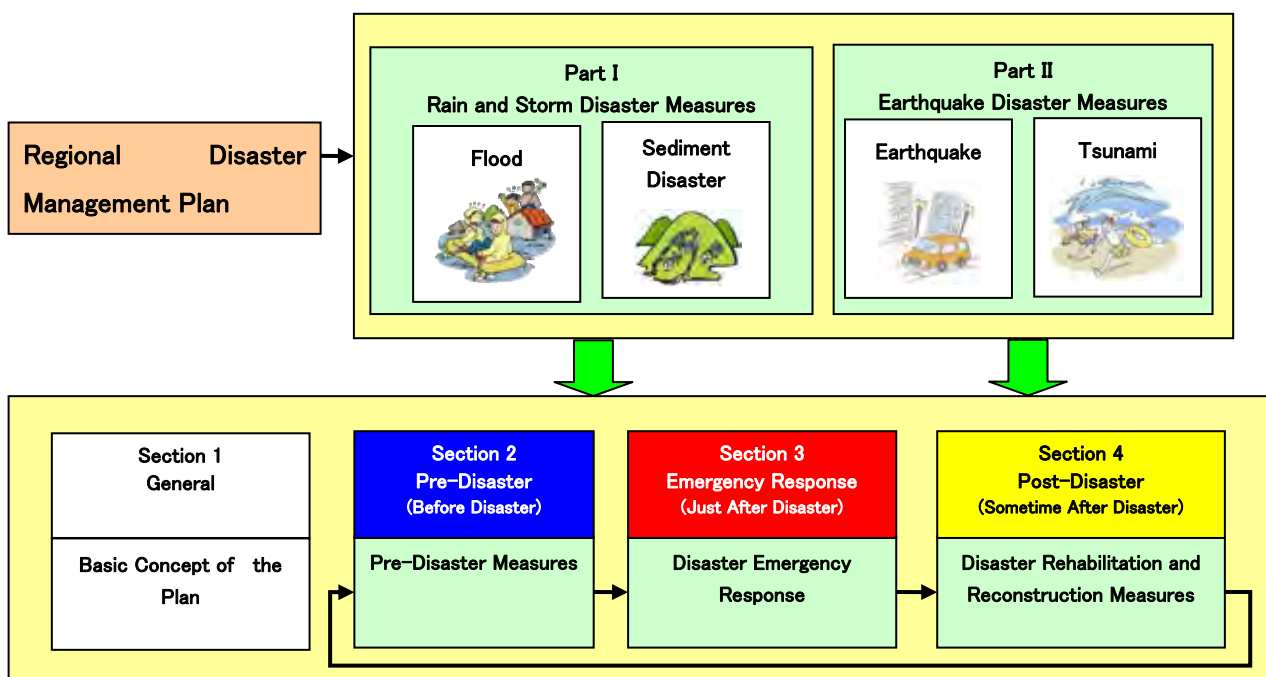 Part I
Rain and Storm Disaster Measures
Flood
Sediment
Disaster
Part II
Earthquake Disaster Measures
Earthquake
Tsunami
Regional Disaster
Management Plan
Section 1
General
Basic Concept of the
Plan
Section 2
Pre-Disaster
(Before Disaster)
Pre-Disaster Measures
Section 3
Emergency Response
(Just After Disaster)
Disaster Emergency
Response
Section 4
Post-Disaster
(Sometime After Disaster)
Disaster Rehabilitation and
Reconstruction Measures